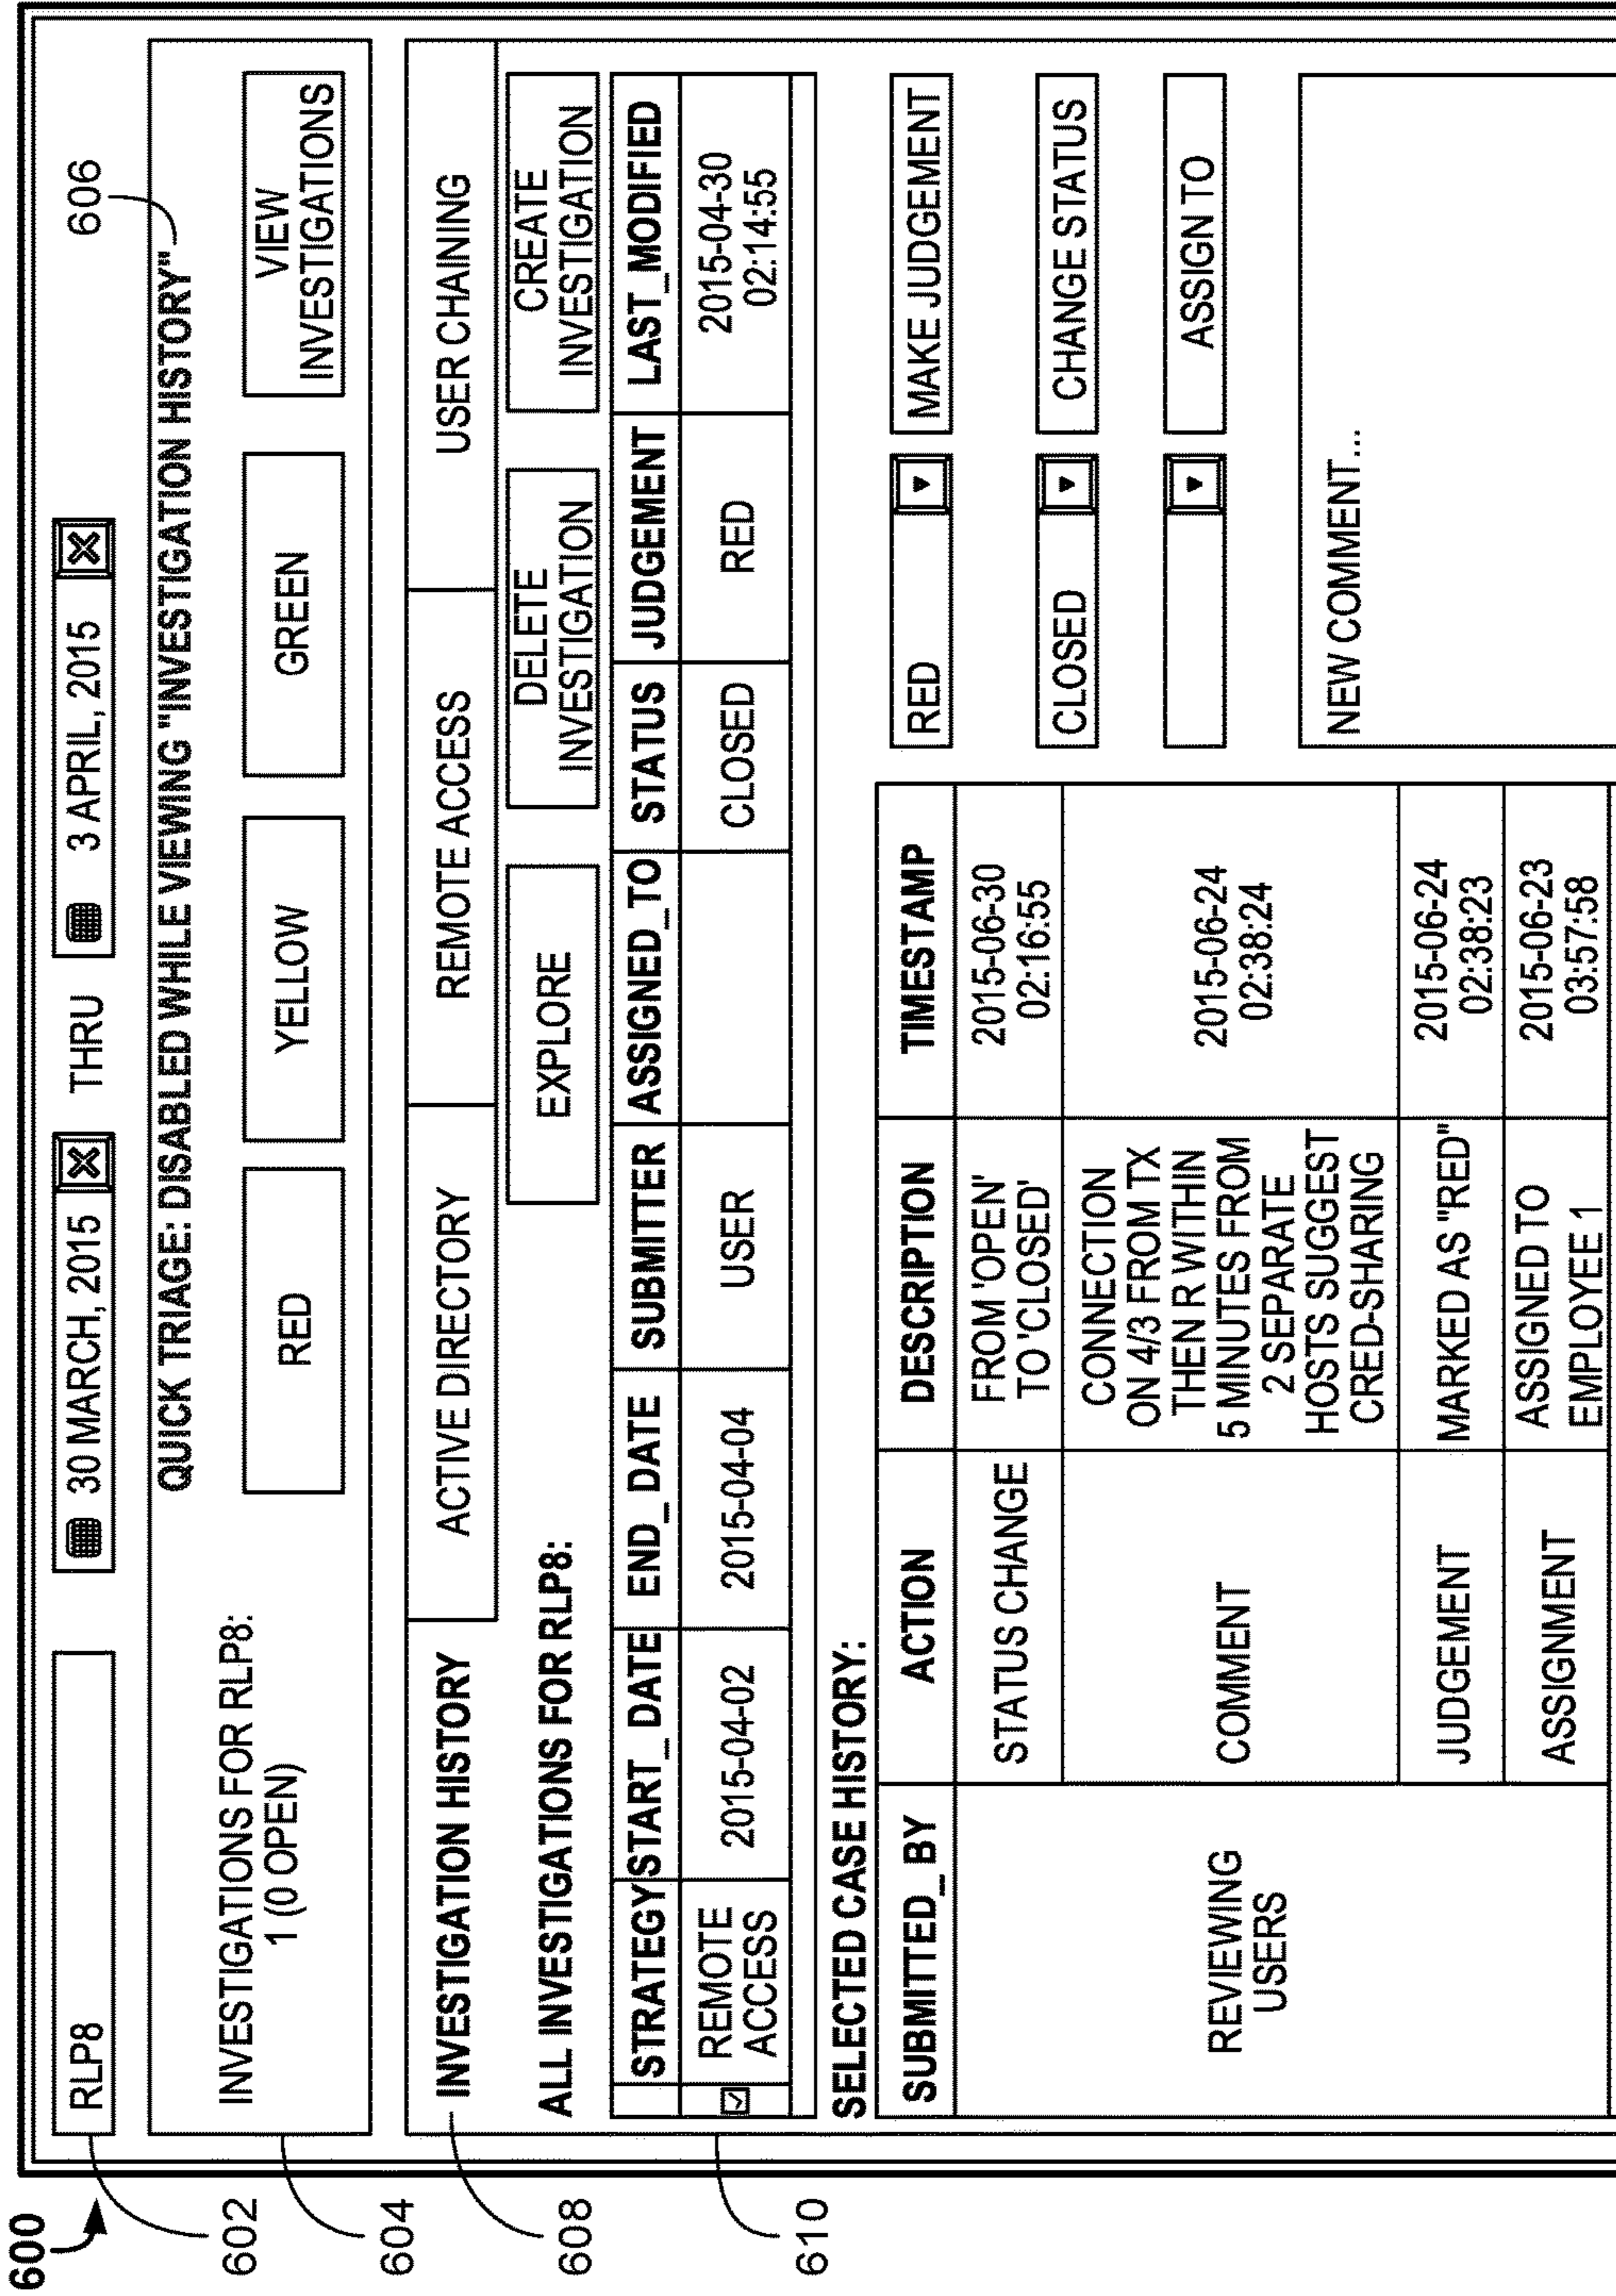 600
602
604
608
610
606
RLP8
30 MARCH, 2015
THRU
3 APRIL, 2015
QUICK TRIAGE: DISABLED WHILE VIEWING "INVESTIGATION HISTORY"
INVESTIGATIONS FOR RLP8:
1 (0 OPEN)
RED
YELLOW
GREEN
VIEW
INVESTIGATIONS
INVESTIGATION HISTORY
ACTIVE DIRECTORY
REMOTE ACCESS
USER CHAINING
ALL INVESTIGATIONS FOR RLP8:
EXPLORE
DELETE
INVESTIGATION
CREATE
INVESTIGATION
STRATEGY START_DATE END_DATE SUBMITTER ASSIGNED_TO STATUS JUDGEMENT LAST_MODIFIED
REMOTE
ACCESS
2015-04-02
2015-04-04
USER
CLOSED
RED
2015-04-30
02:14:55
SELECTED CASE HISTORY:
SUBMITTED_BY ACTION DESCRIPTION TIMESTAMP
REVIEWING
USERS
STATUS CHANGE
FROM 'OPEN'
TO 'CLOSED'
2015-06-30
02:16:55
COMMENT
CONNECTION
ON 4/3 FROM TX
THEN R WITHIN
5 MINUTES FROM
2 SEPARATE
HOSTS SUGGEST
CRED-SHARING
2015-06-24
02:38:24
JUDGEMENT
MARKED AS "RED"
2015-06-24
02:38:23
ASSIGNMENT
ASSIGNED TO
EMPLOYEE 1
2015-06-23
03:57:58
RED
MAKE JUDGEMENT
CLOSED
CHANGE STATUS
ASSIGN TO
NEW COMMENT...